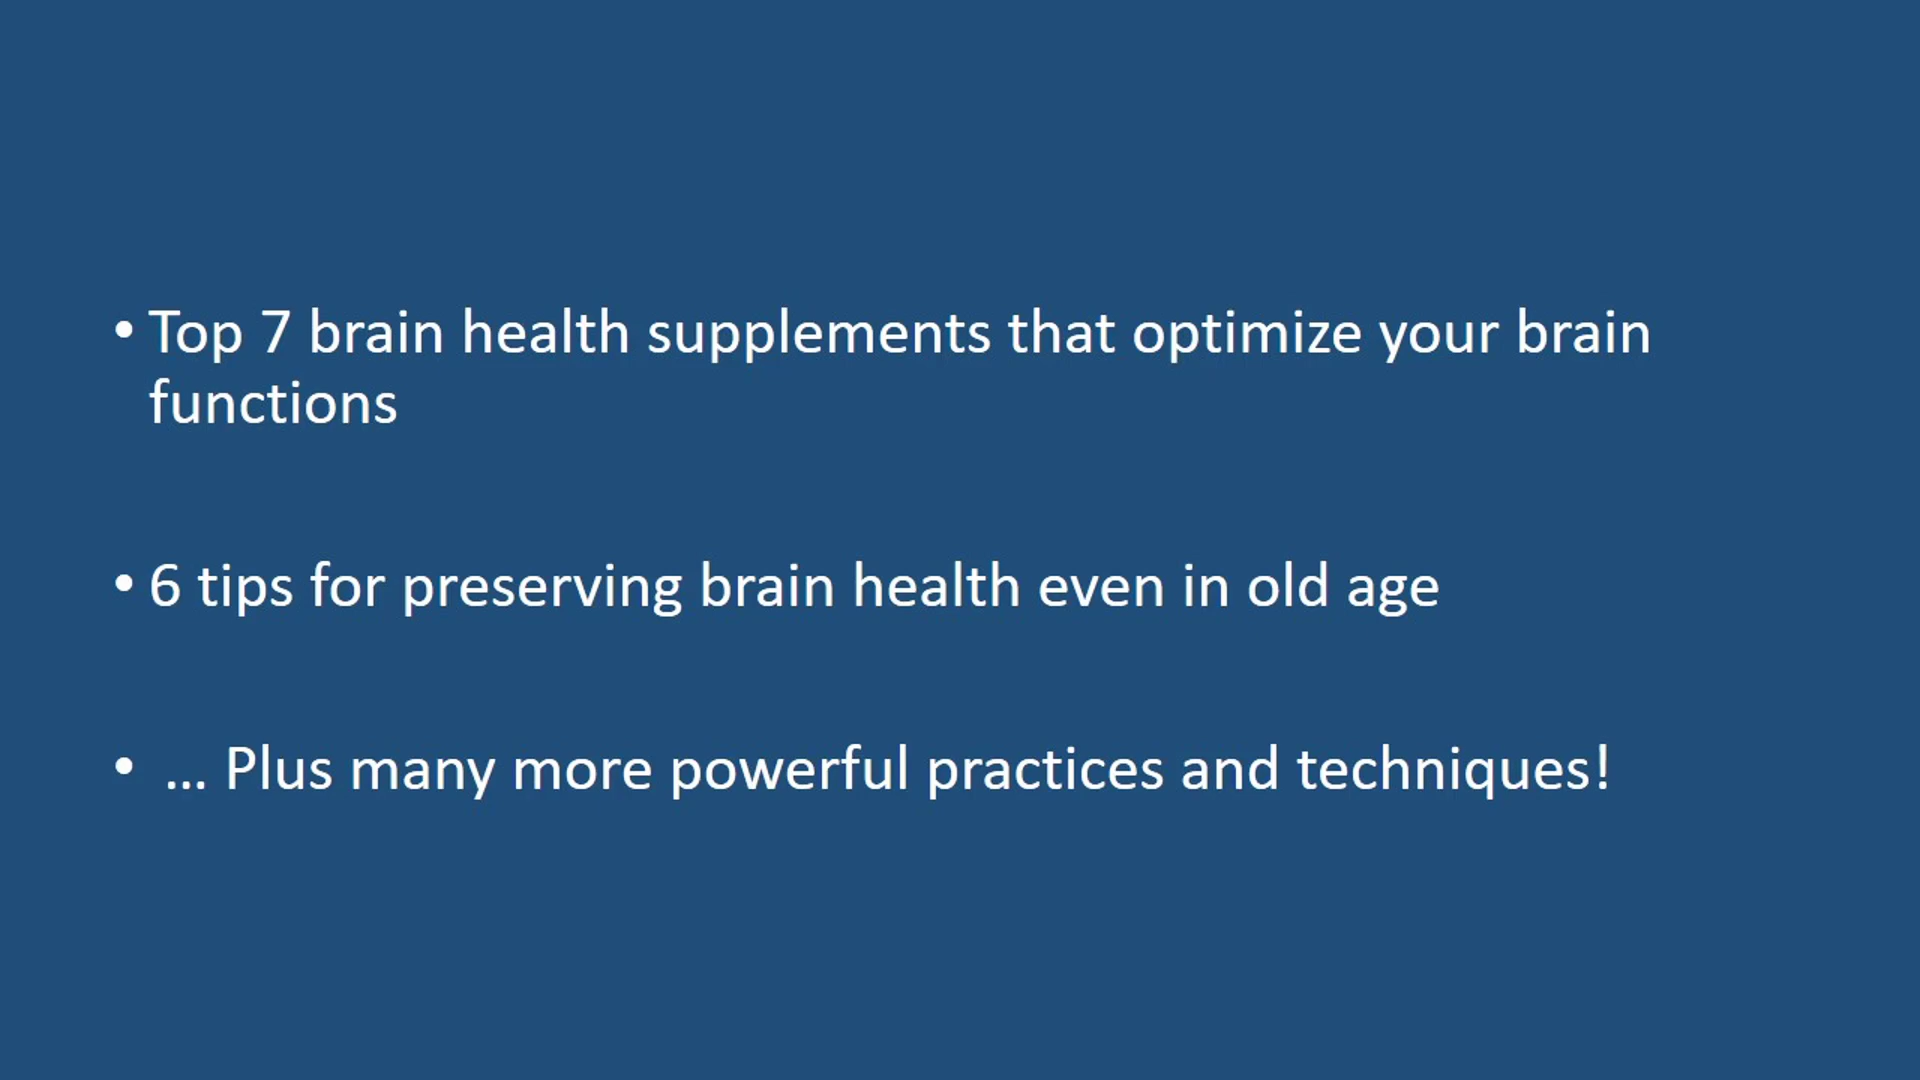 • Top 7 brain health supplements that optimize your brain
functions
• 6 tips for preserving brain health even in old age
• ... Plus many more powerful practices and techniques!